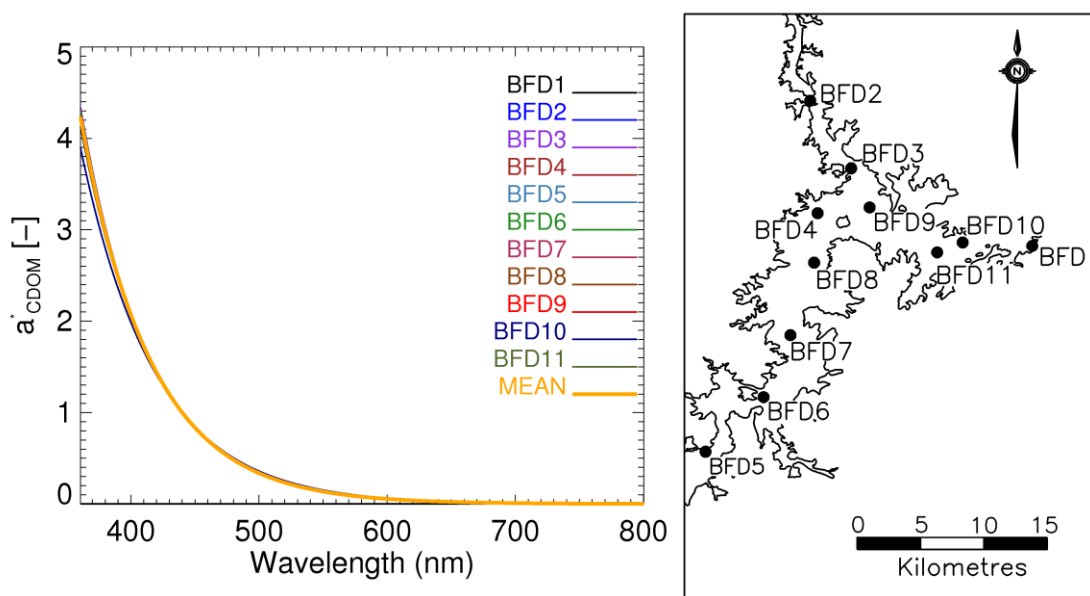 5
4
3
2
1
0
a*CDOM [-]
BFD1
BFD2
BFD3
BFD4
BFD5
BFD6
BFD7
BFD8
BFD9
BFD10
BFD11
MEAN
400 500 600 700 800
Wavelength (nm)
N
BFD2
BFD3
BFD4
BFD9
BFD10
BFD
BFD11
BFD8
BFD7
BFD6
BFD5
0 5 10 15
Kilometres